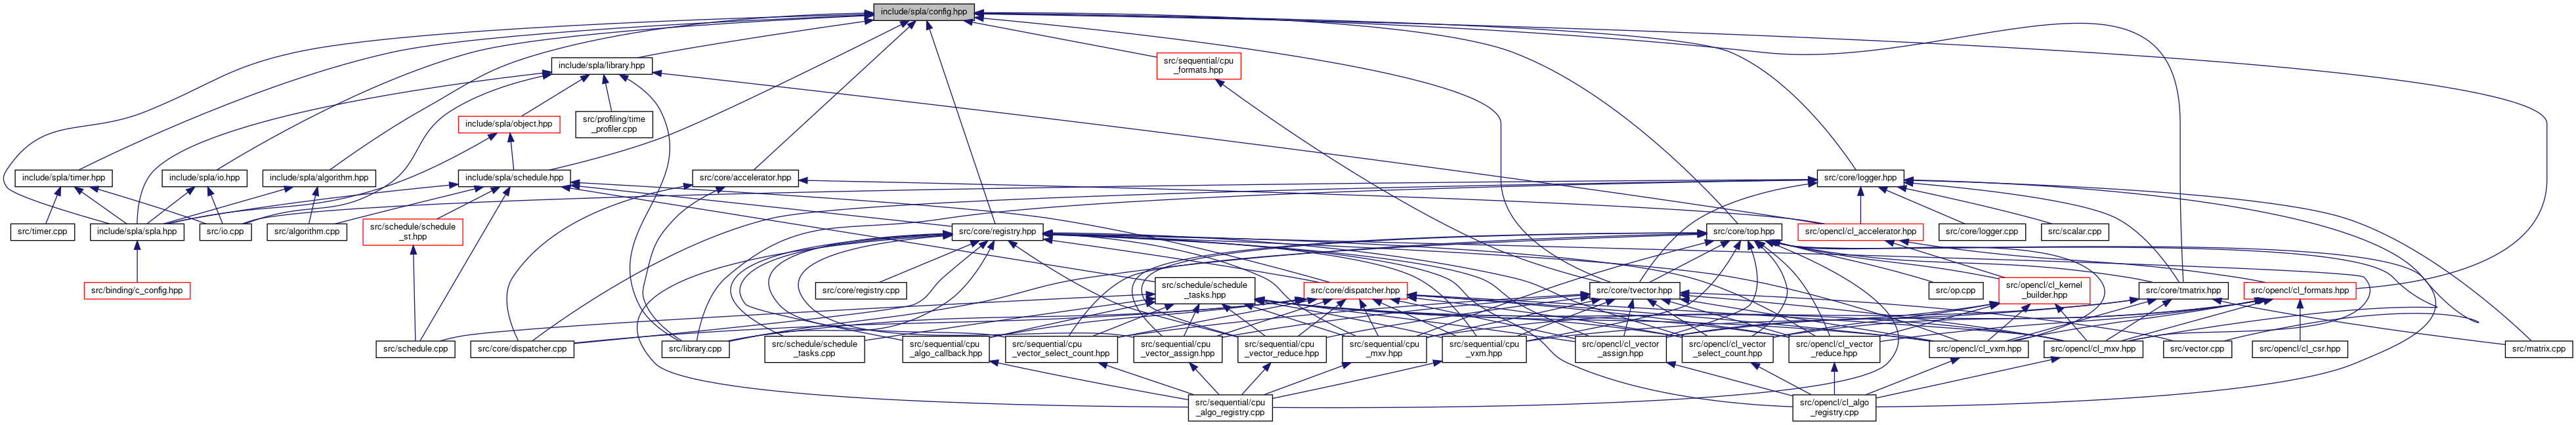 include/spla/config.hpp
include/spla/library.hpp
src/sequential/cpu
_formats.hpp
include/spla/object.hpp
src/profiling/time
_profiler.cpp
include/spla/timer.hpp
include/spla/io.hpp
include/spla/algorithm.hpp
include/spla/schedule.hpp
src/core/accelerator.hpp
src/core/logger.hpp
src/timer.cpp
include/spla/spla.hpp
src/io.cpp
src/algorithm.cpp
src/schedule/schedule
_st.hpp
src/core/registry.hpp
src/core/top.hpp
src/opencl/cl_accelerator.hpp
src/core/logger.cpp
src/scalar.cpp
src/binding/c_config.hpp
src/core/registry.cpp
src/schedule/schedule
_tasks.hpp
src/core/dispatcher.hpp
src/core/tvector.hpp
src/op.cpp
src/opencl/cl_kernel
_builder.hpp
src/core/tmatrix.hpp
src/opencl/cl_formats.hpp
src/schedule.cpp
src/core/dispatcher.cpp
src/library.cpp
src/schedule/schedule
_tasks.cpp
src/sequential/cpu
_algo_callback.hpp
src/sequential/cpu
_vector_select_count.hpp
src/sequential/cpu
_vector_assign.hpp
src/sequential/cpu
_vector_reduce.hpp
src/sequential/cpu
_mxv.hpp
src/sequential/cpu
_vxm.hpp
src/opencl/cl_vector
_assign.hpp
src/opencl/cl_vector
_select_count.hpp
src/opencl/cl_vector
_reduce.hpp
src/opencl/cl_vxm.hpp
src/opencl/cl_mxv.hpp
src/vector.cpp
src/opencl/cl_csr.hpp
src/matrix.cpp
src/sequential/cpu
_algo_registry.cpp
src/opencl/cl_algo
_registry.cpp